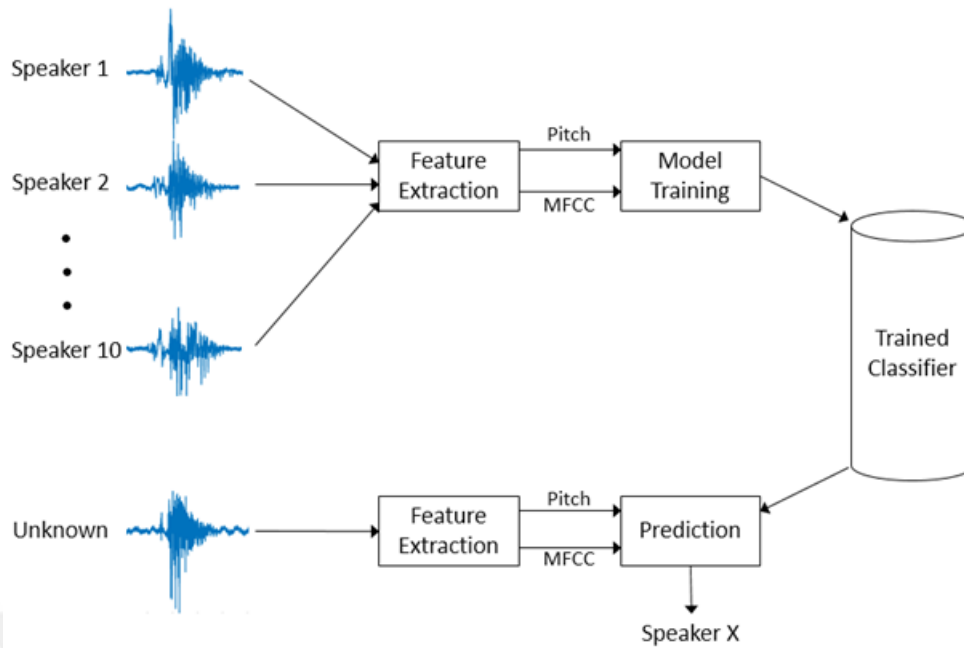 Speaker 1
Speaker 2
Speaker 10
Feature
Extraction
Pitch
MFCC
Model
Training
Trained
Classifier
Unknown
Feature
Extraction
Pitch
MFCC
Prediction
Speaker X